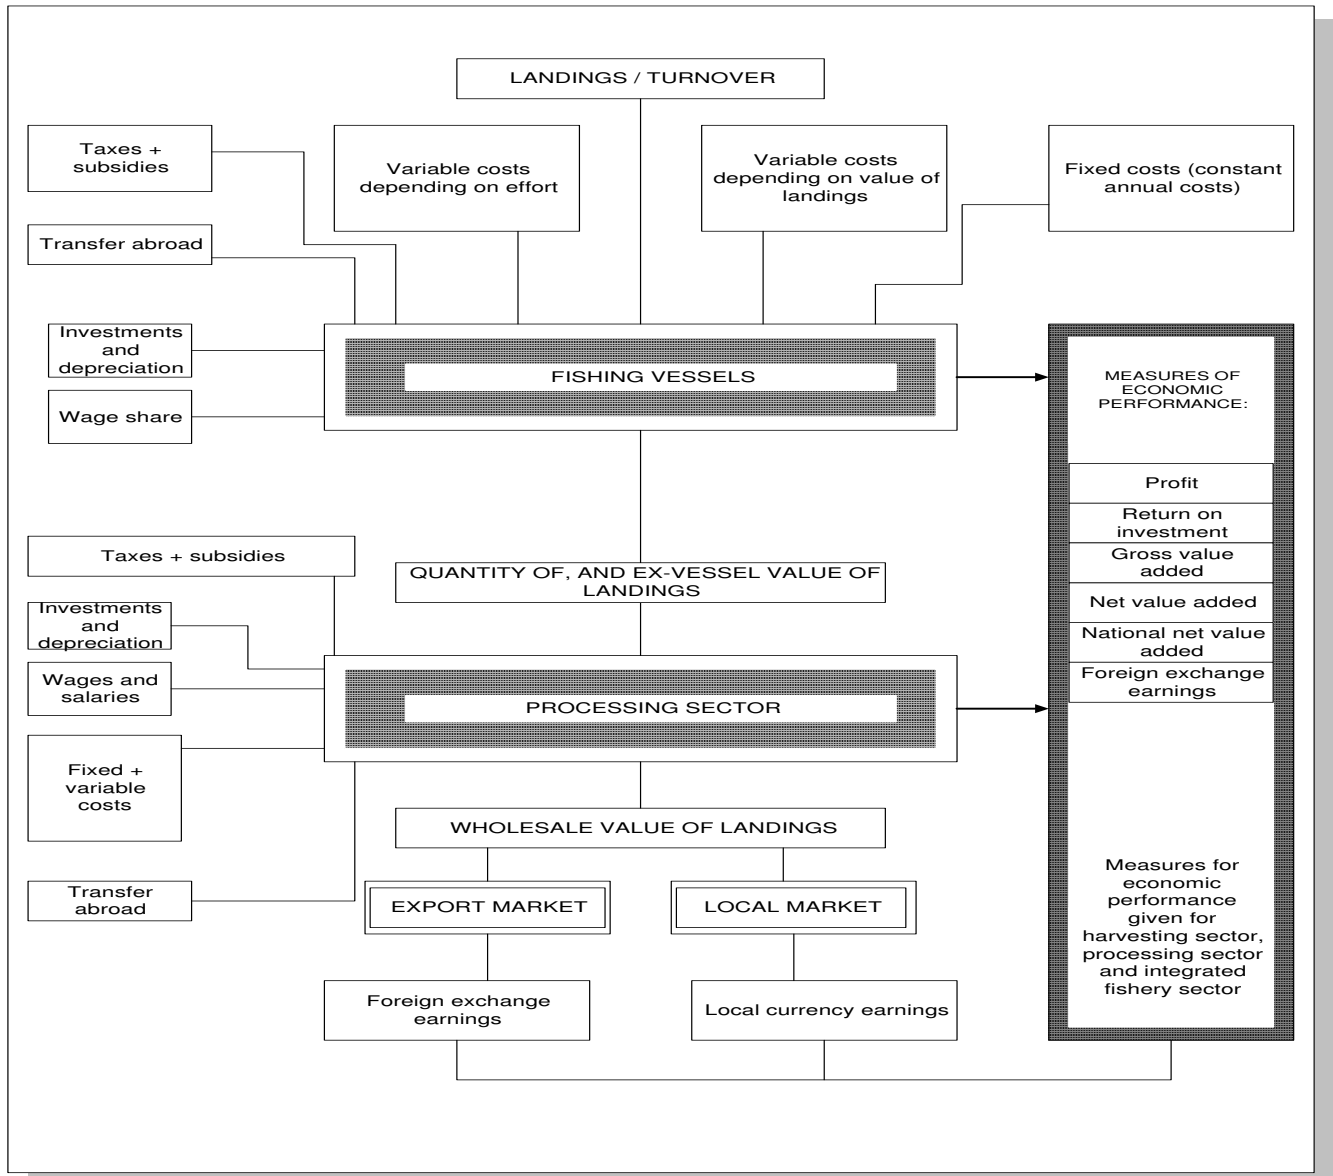 LANDINGS / TURNOVER
Taxes +
subsidies
Variable costs
depending on effort
Variable costs
depending on value of
landings
Fixed costs (constant
annual costs)
Transfer abroad
Investments
and
depreciation
Wage share
FISHING VESSELS
MEASURES OF
ECONOMIC
PERFORMANCE:
Profit
Return on
investment
Gross value
added
Net value added
National net value
added
Foreign exchange
earnings
Taxes + subsidies
QUANTITY OF, AND EX-VESSEL VALUE OF
LANDINGS
Investments
and
depreciation
Wages and
salaries
PROCESSING SECTOR
Fixed +
variable
costs
WHOLESALE VALUE OF LANDINGS
Transfer
abroad
EXPORT MARKET
LOCAL MARKET
Measures for
economic
performance
given for
harvesting sector,
processing sector
and integrated
fishery sector
Foreign exchange
earnings
Local currency earnings